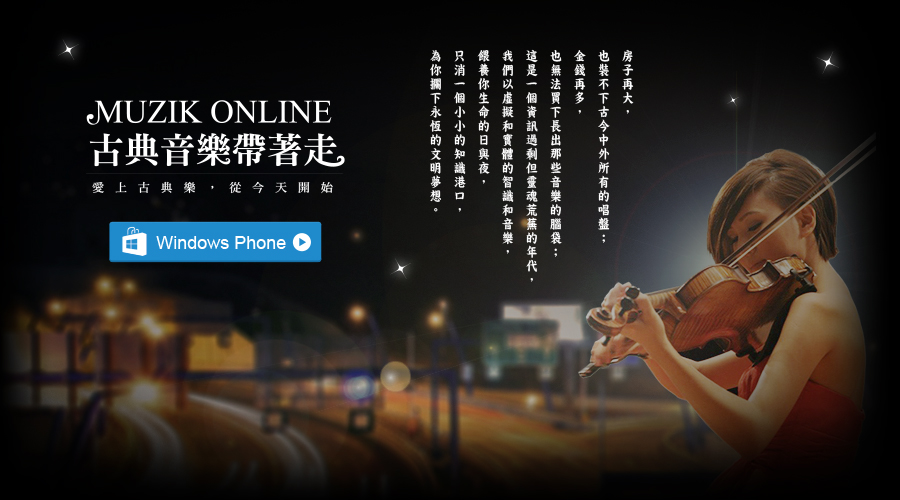 MUZIK ONLINE
古典音樂帶著走
愛上古典樂，從今天開始
Windows Phone
房子再大，
也裝不下古今中外所有的唱盤；
金錢再多，
也無法買下長出那些音樂的腦袋；
這是一個資訊過剩但靈魂荒蕪的年代，
我們以虛擬和實體的智識和音樂，
餵養你生命的日與夜，
只消一個小小的知識港口，
為你擱下永恆的文明夢想。